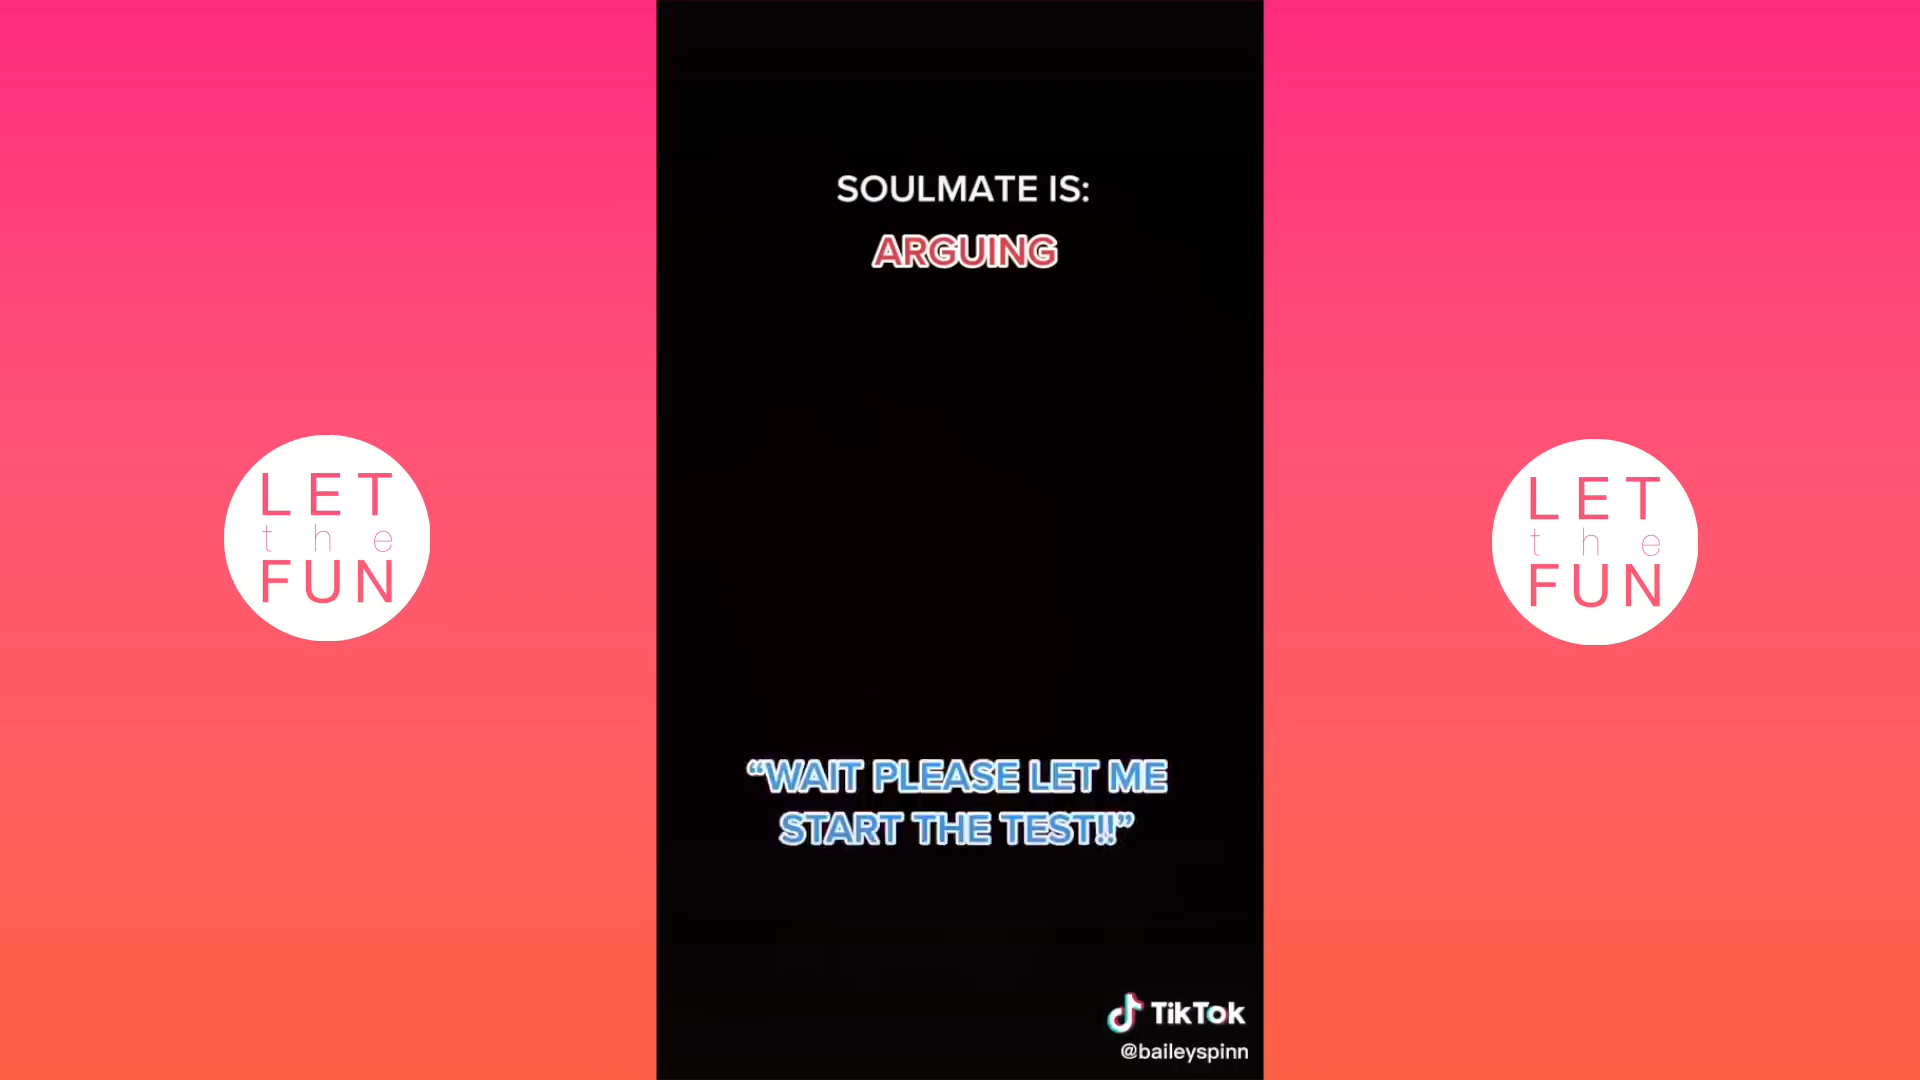 SOULMATE IS:
ARGUING
LET
the
FUN
LET
the
FUN
“WAIT PLEASE LET ME
START THE TEST!!”
TikTok
@baileyspinn